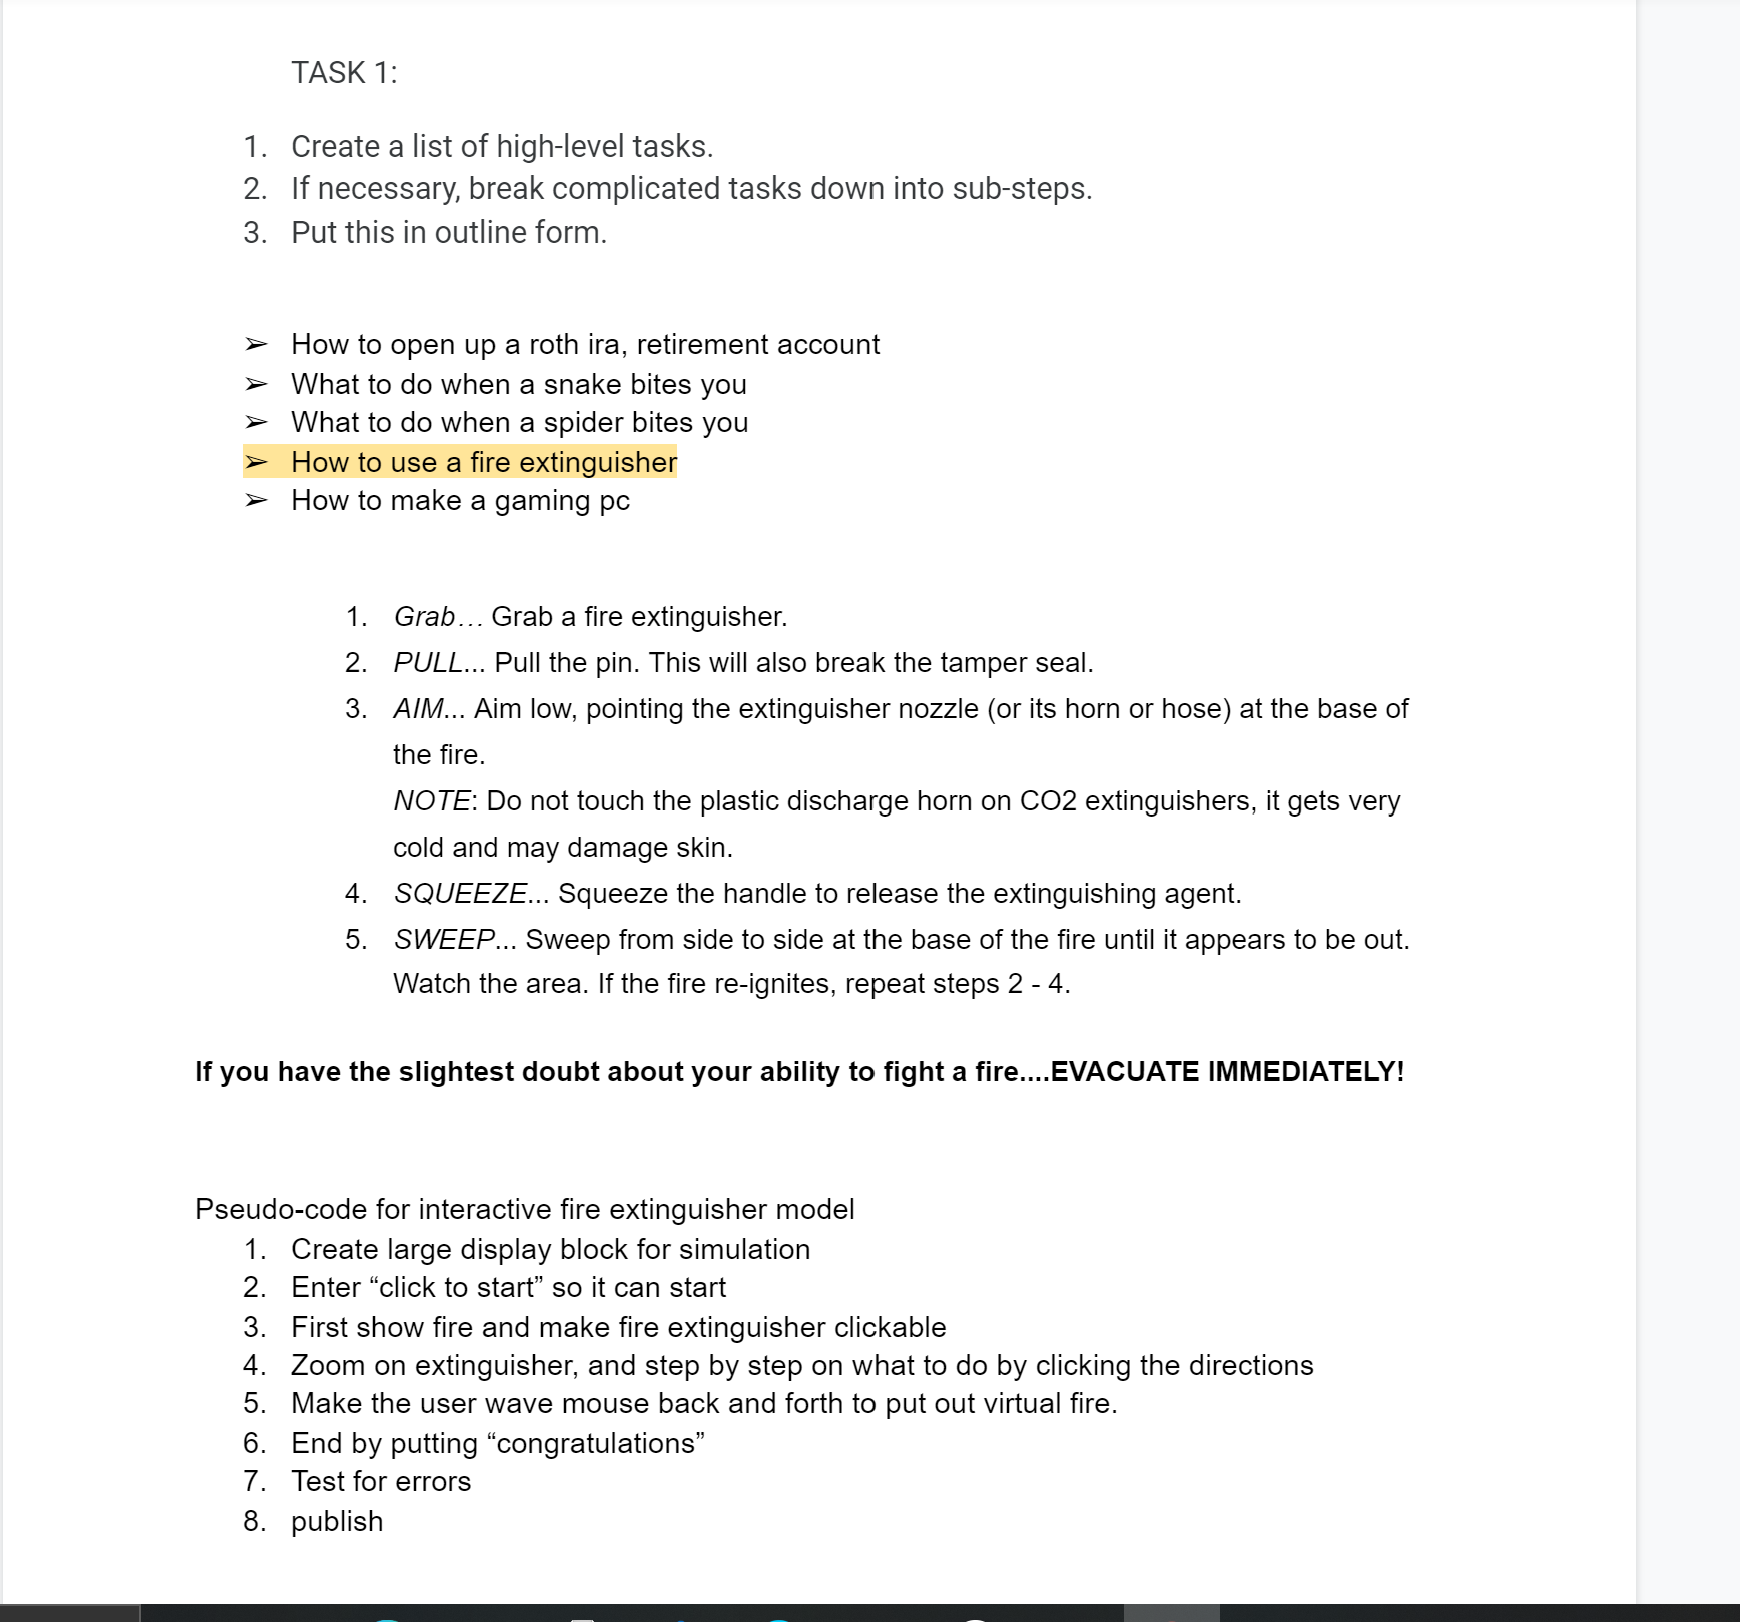 TASK 1:
1. Create a list of high-level tasks.
2. If necessary, break complicated tasks down into sub-steps.
3. Put this in outline form.
➢ How to open up a roth ira, retirement account
➢ What to do when a snake bites you
➢ What to do when a spider bites you
➢ How to use a fire extinguisher
➢ How to make a gaming pc
1. Grab… Grab a fire extinguisher.
2. PULL... Pull the pin. This will also break the tamper seal.
3. AIM... Aim low, pointing the extinguisher nozzle (or its horn or hose) at the base of
the fire.
NOTE: Do not touch the plastic discharge horn on CO2 extinguishers, it gets very
cold and may damage skin.
4. SQUEEZE... Squeeze the handle to release the extinguishing agent.
5. SWEEP... Sweep from side to side at the base of the fire until it appears to be out.
Watch the area. If the fire re-ignites, repeat steps 2 - 4.
If you have the slightest doubt about your ability to fight a fire....EVACUATE IMMEDIATELY!
Pseudo-code for interactive fire extinguisher model
1. Create large display block for simulation
2. Enter “click to start” so it can start
3. First show fire and make fire extinguisher clickable
4. Zoom on extinguisher, and step by step on what to do by clicking the directions
5. Make the user wave mouse back and forth to put out virtual fire.
6. End by putting “congratulations”
7. Test for errors
8. publish